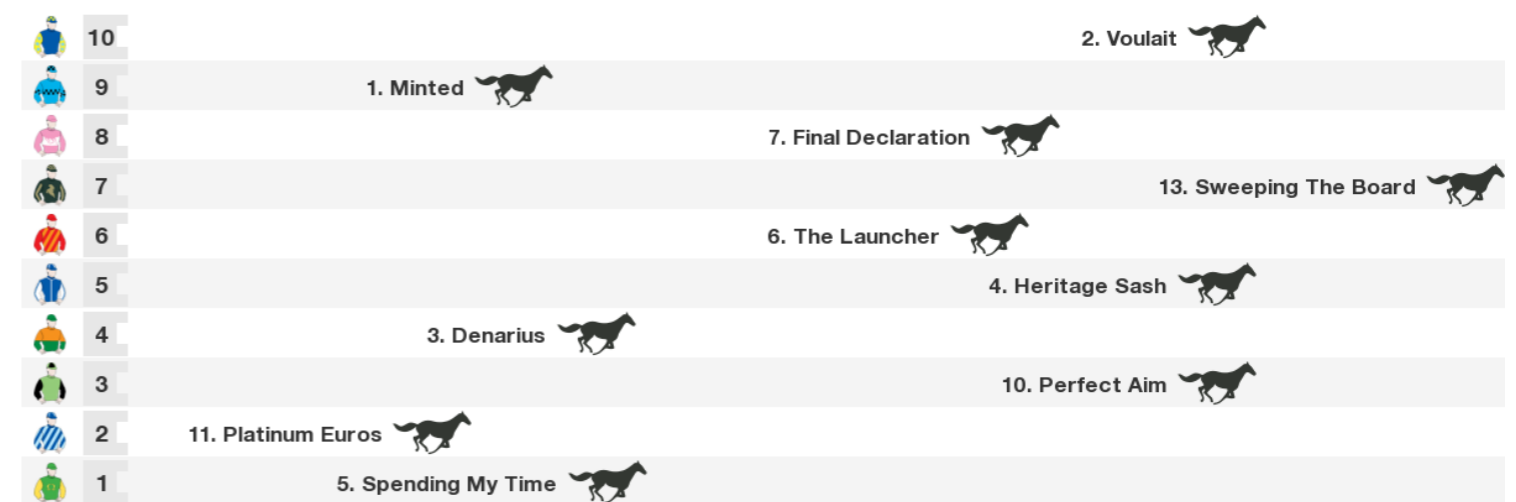 10 2. Voulait
9 1. Minted
8 7. Final Declaration
7 13. Sweeping The Board
6 6. The Launcher
5 4. Heritage Sash
4 3. Denarius
3 10. Perfect Aim
2 11. Platinum Euros
1 5. Spending My Time